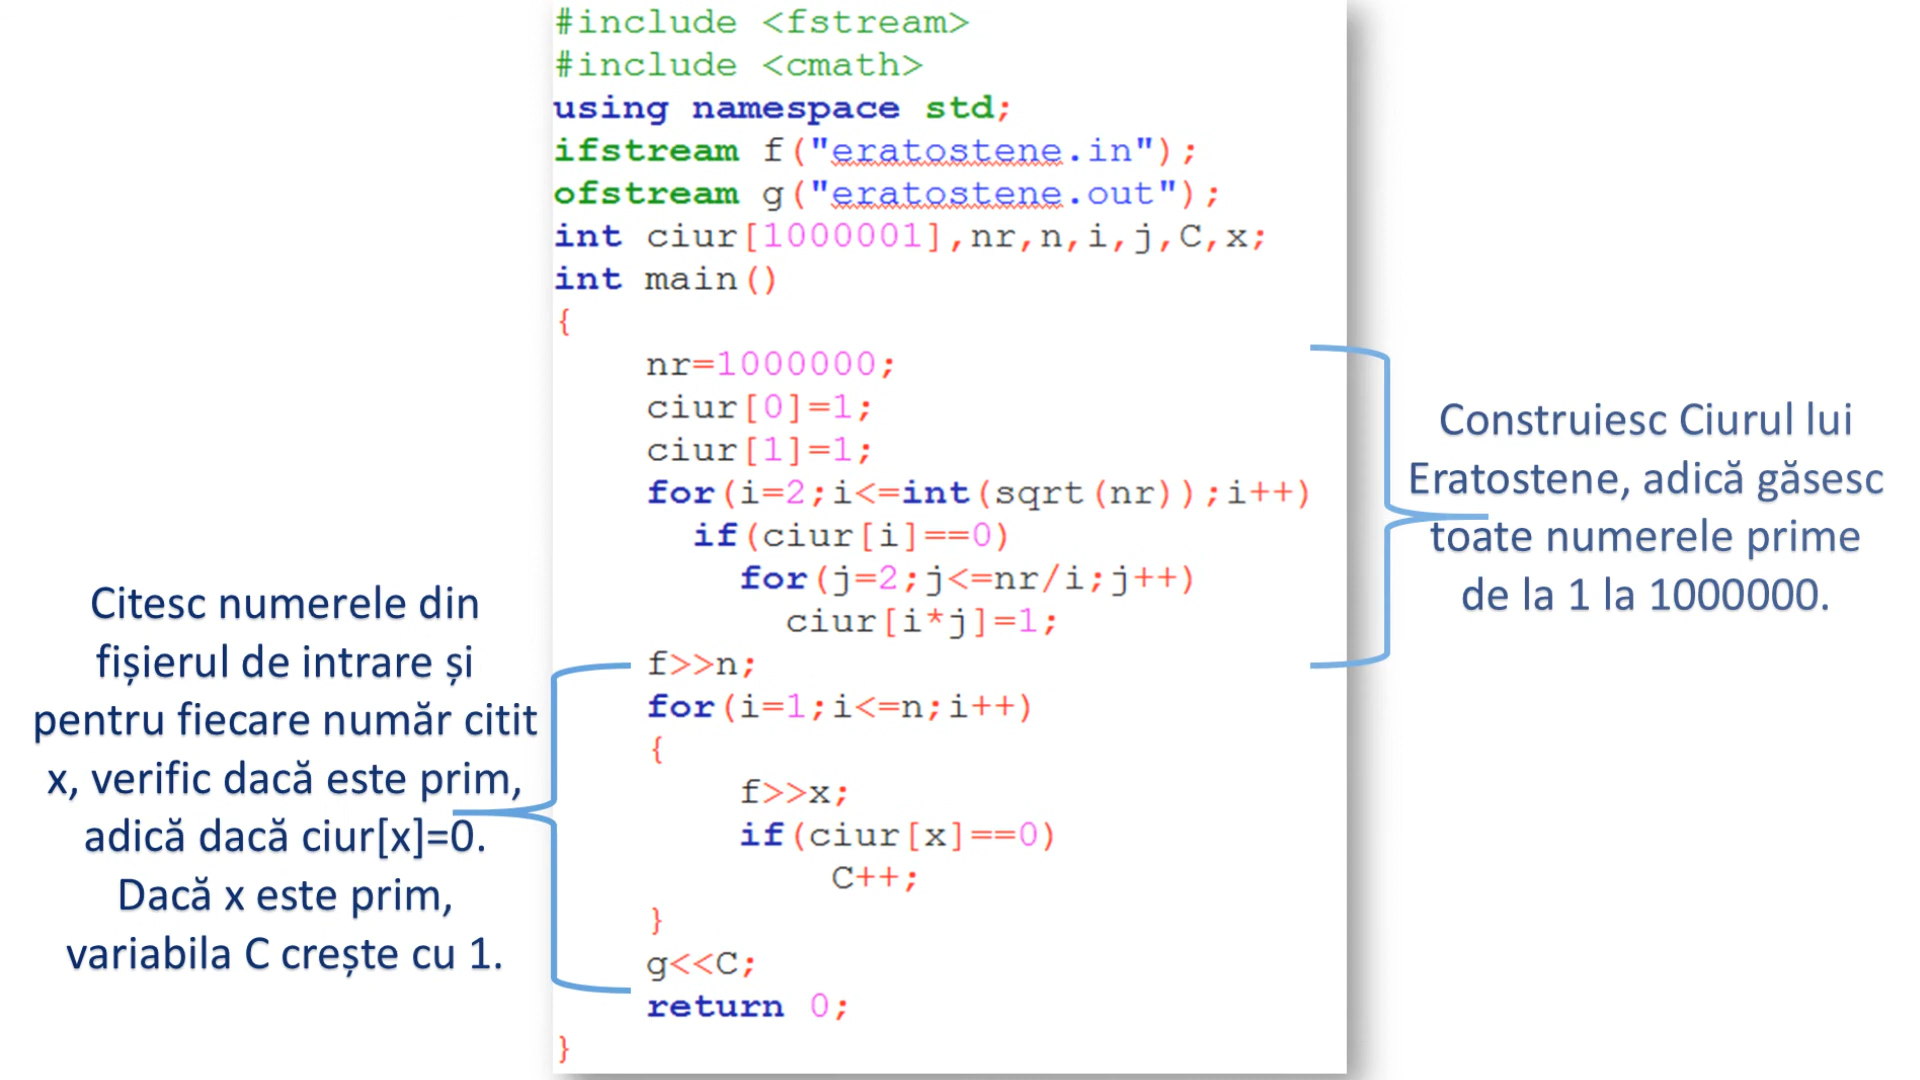 #include <fstream>
#include <cmath>
using namespace std;
ifstream f("eratostene.in");
ofstream g("eratostene.out");
int ciur[1000001],nr,n,i,j,C,x;
int main()
{
nr=1000000;
ciur[0]=1;
ciur[1]=1;
for(i=2;i<=int(sqrt(nr));i++)
if(ciur[i]==0)
for(j=2;j<=nr/i;j++)
ciur[i*j]=1;
f>>n;
for(i=1;i<=n;i++)
{
f>>x;
if(ciur[x]==0)
C++;
}
g<<C;
return 0;
}
Construiesc Ciurul lui
Eratostene, adică găsesc
toate numerele prime
de la 1 la 1000000.
Citesc numerele din
fișierul de intrare și
pentru fiecare număr citit
x, verific dacă este prim,
adică dacă ciur[x]=0.
Dacă x este prim,
variabila C crește cu 1.